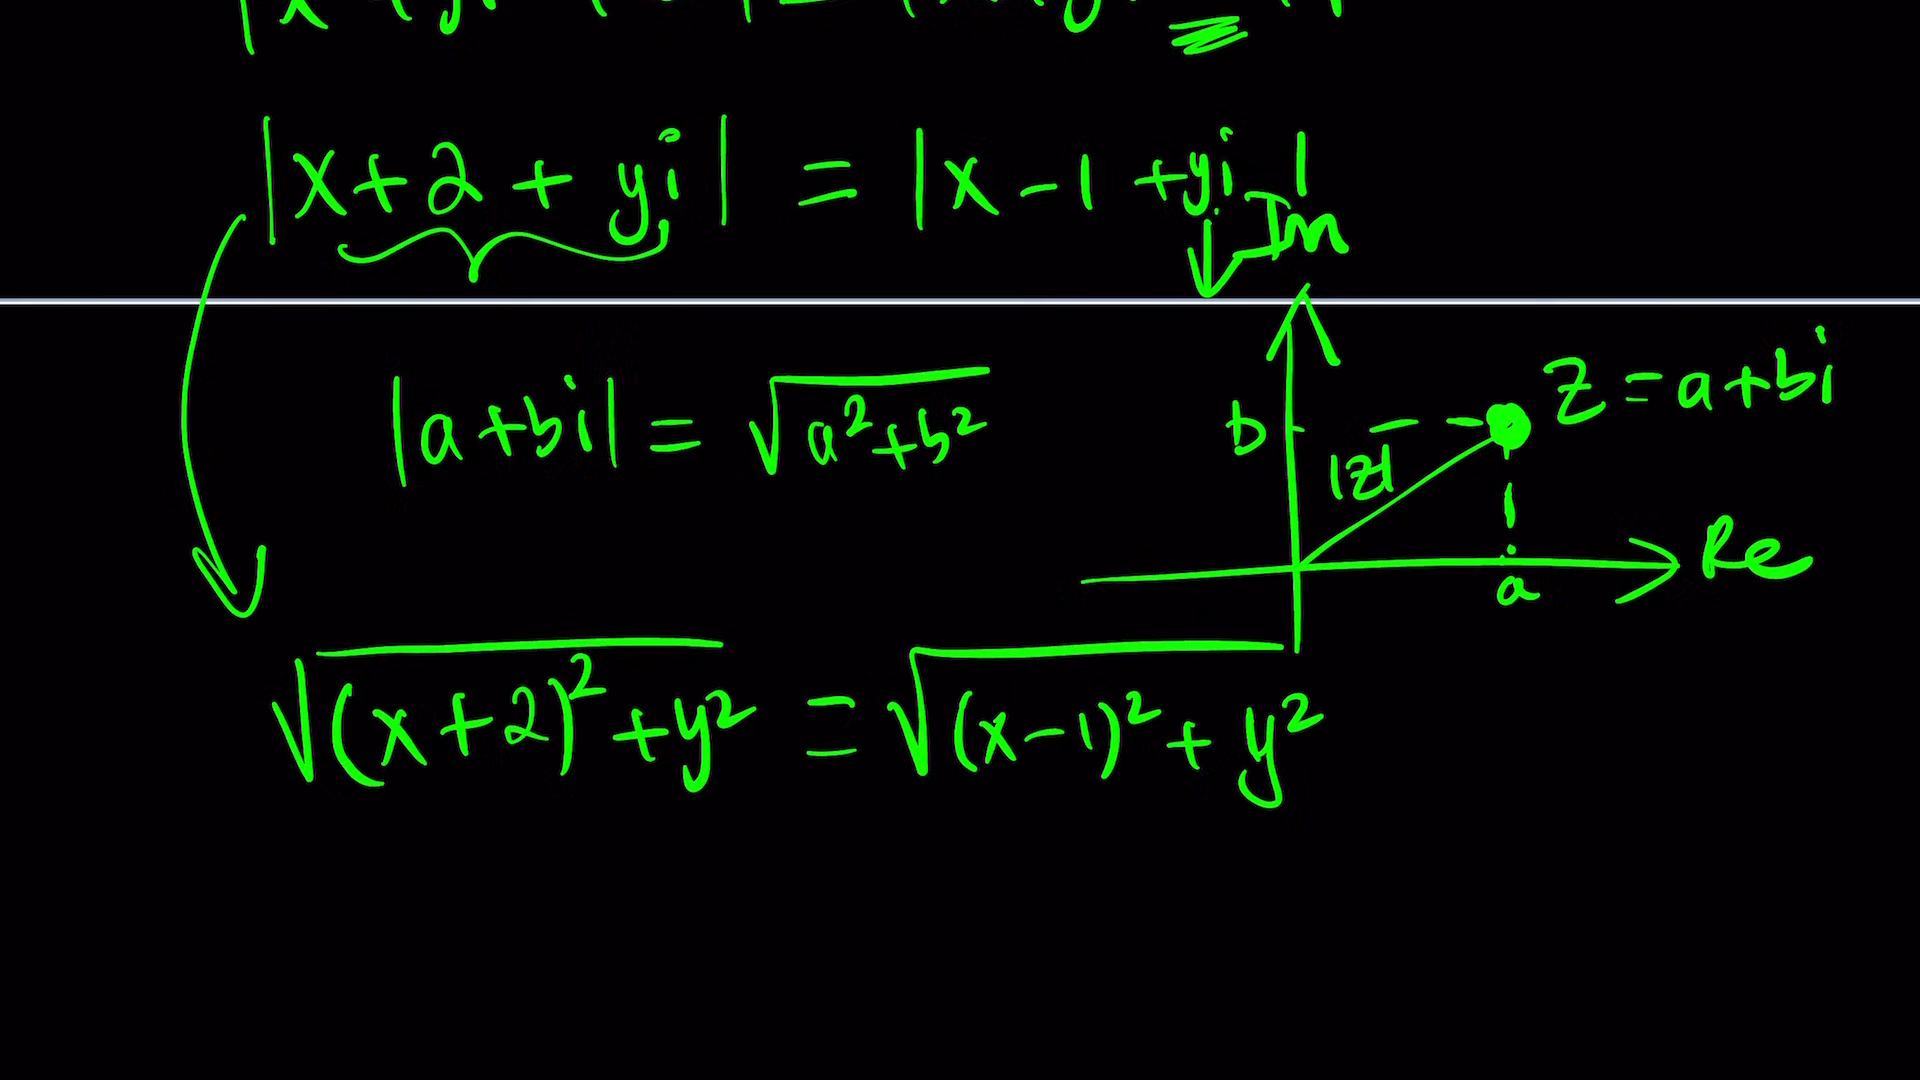 |x+2+yi| = |x-1+yi|
Im
|a+bi| = √a²+b²
z = a+bi
b
|z|
Re
a
√(x+2)²+y² = √(x-1)²+y²